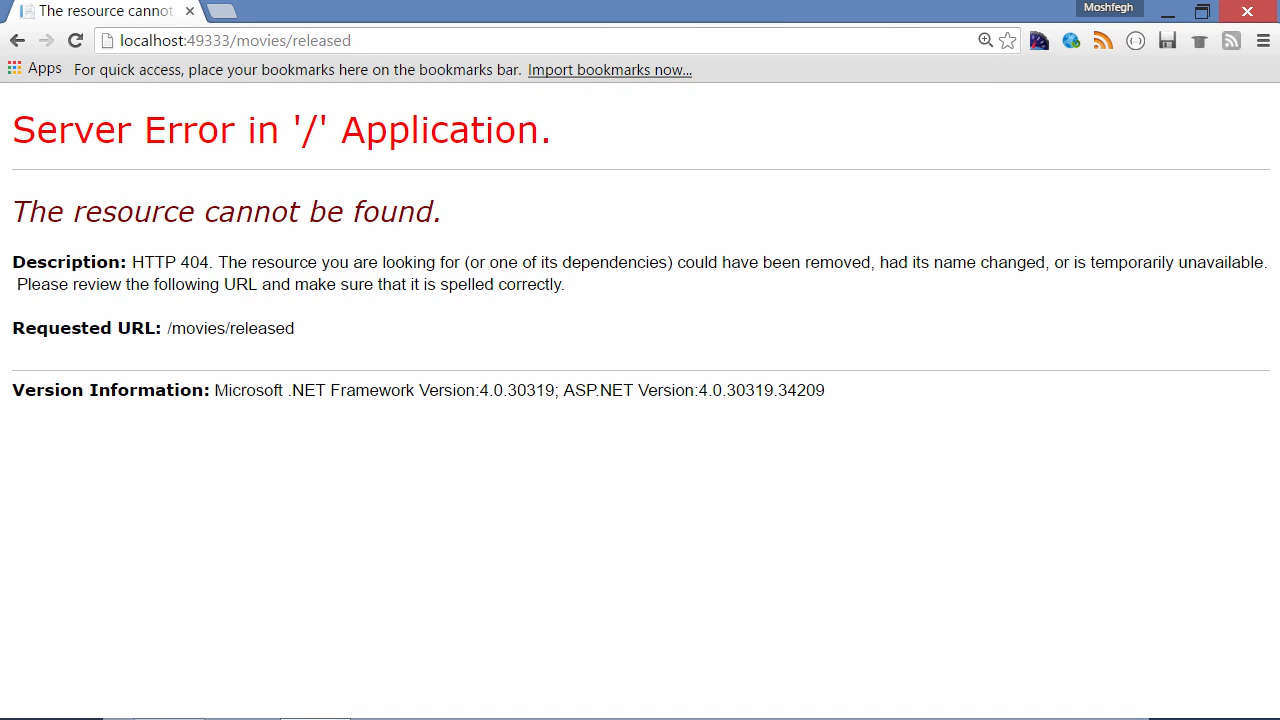 The resource cannot
Moshfegh
localhost:49333/movies/released
Apps For quick access, place your bookmarks here on the bookmarks bar. Import bookmarks now...
Server Error in '/' Application.
The resource cannot be found.
Description: HTTP 404. The resource you are looking for (or one of its dependencies) could have been removed, had its name changed, or is temporarily unavailable.
Please review the following URL and make sure that it is spelled correctly.
Requested URL: /movies/released
Version Information: Microsoft .NET Framework Version:4.0.30319; ASP.NET Version:4.0.30319.34209